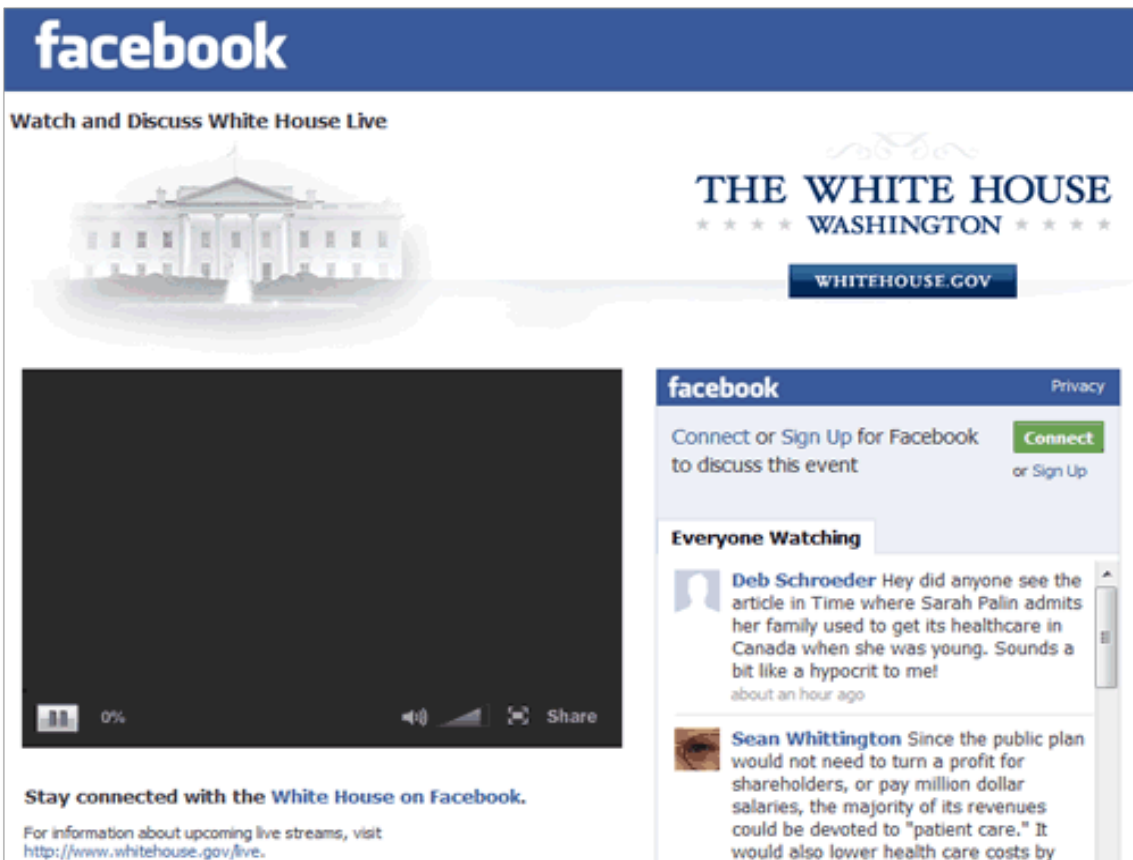 facebook
Watch and Discuss White House Live
THE WHITE HOUSE
WASHINGTON
WHITEHOUSE.GOV
0%
Share
Stay connected with the White House on Facebook.
For information about upcoming live streams, visit
http://www.whitehouse.gov/live.
facebook
Privacy
Connect or Sign Up for Facebook
to discuss this event
Connect
or Sign Up
Everyone Watching
Deb Schroeder Hey did anyone see the
article in Time where Sarah Palin admits
her family used to get its healthcare in
Canada when she was young. Sounds a
bit like a hypocrit to me!
about an hour ago
Sean Whittington Since the public plan
would not need to turn a profit for
shareholders, or pay million dollar
salaries, the majority of its revenues
could be devoted to "patient care." It
would also lower health care costs by